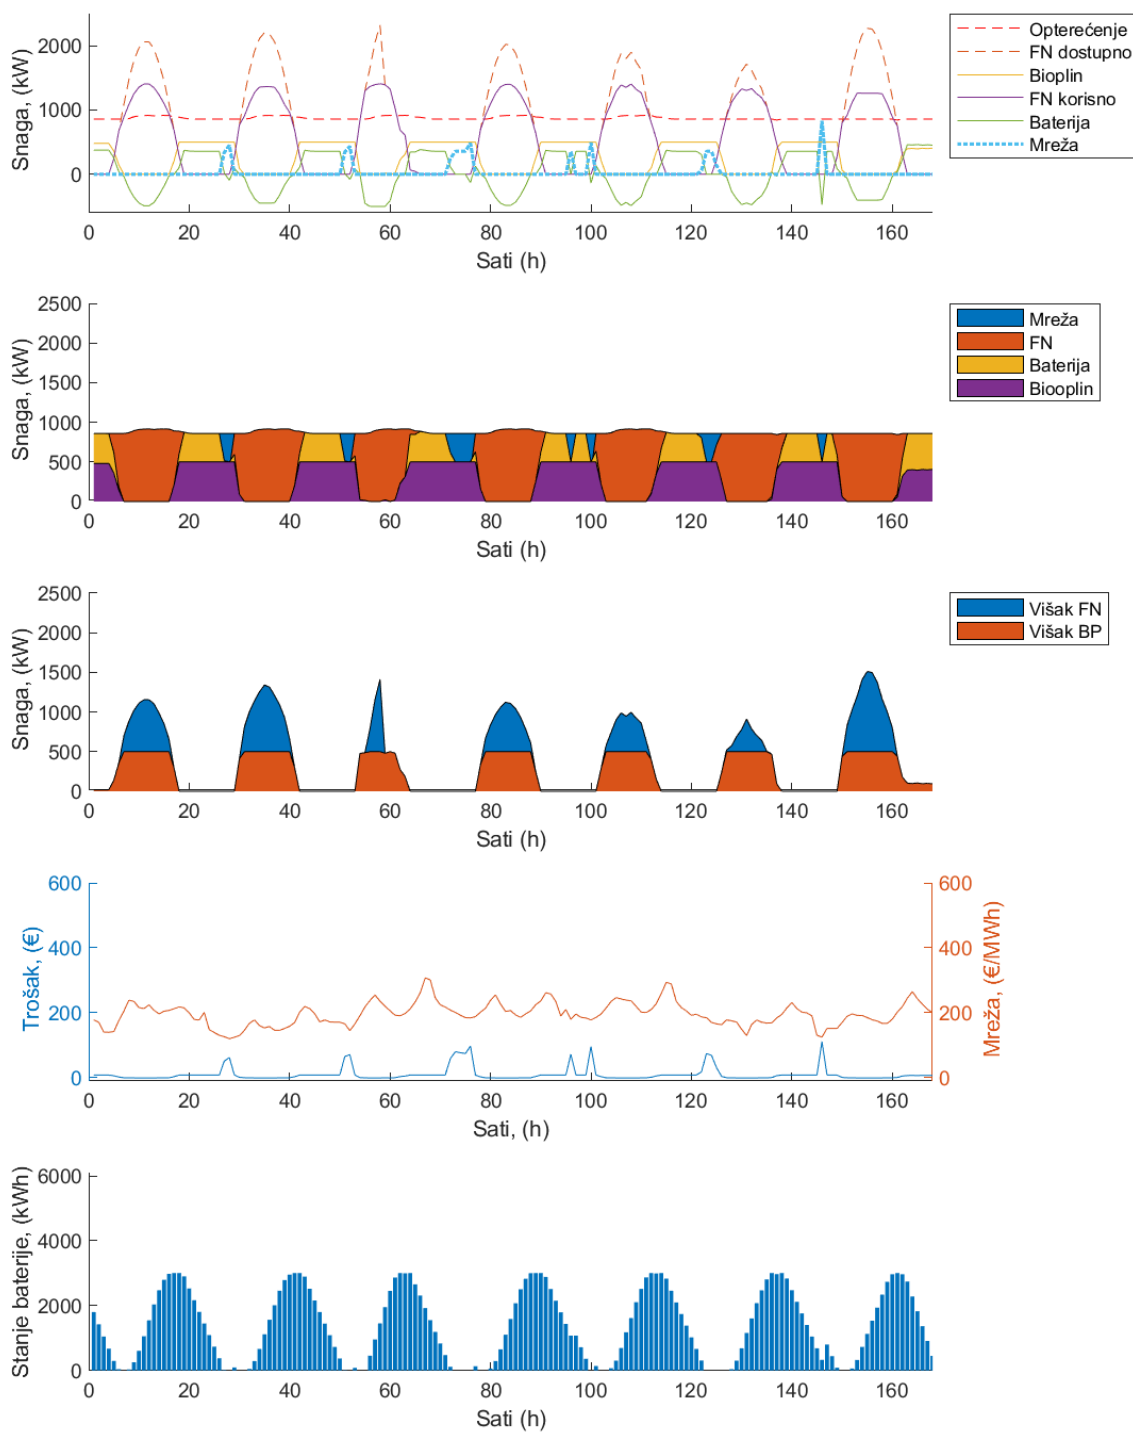 Snaga, (kW)
2000
1000
0
0 20 40 60 80 100 120 140 160
Sati (h)
Opterećenje
FN dostupno
Bioplin
FN korisno
Baterija
Mreža
Snaga, (kW)
2500
2000
1500
1000
500
0
0 20 40 60 80 100 120 140 160
Sati (h)
Mreža
FN
Baterija
Biooplin
Snaga, (kW)
2500
2000
1500
1000
500
0
0 20 40 60 80 100 120 140 160
Sati (h)
Višak FN
Višak BP
Trošak, (€)
600
400
200
0
0 20 40 60 80 100 120 140 160
Sati, (h)
600
400
200
0
Mreža, (€/MWh)
Stanje baterije, (kWh)
6000
4000
2000
0
0 20 40 60 80 100 120 140 160
Sati (h)